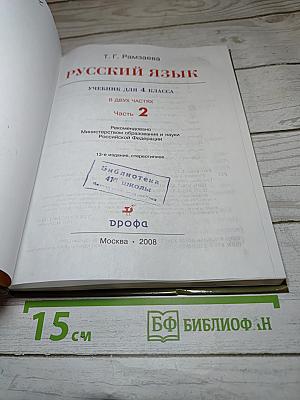 Т. Г. Рамзаева
РУССКИЙ ЯЗЫК
УЧЕБНИК ДЛЯ 4 КЛАССА
В ДВУХ ЧАСТЯХ
Часть 2
Рекомендовано
Министерством образования и науки
Российской Федерации
13-е издание, стереотипное
Библиотека
школы
дрофа
Москва • 2008
15 см
БФ БИБЛИОФАН